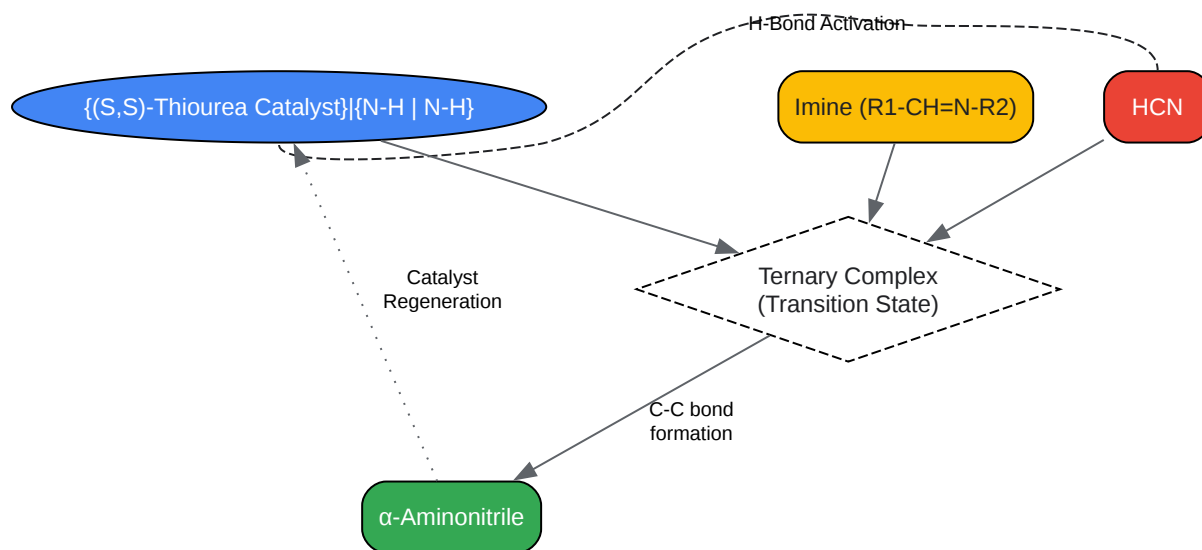 H-Bond Activation
{(S,S)-Thiourea Catalyst}|{N-H | N-H}
Imine (R1-CH=N-R2)
HCN
Ternary Complex
(Transition State)
Catalyst
Regeneration
C-C bond
formation
α-Aminonitrile